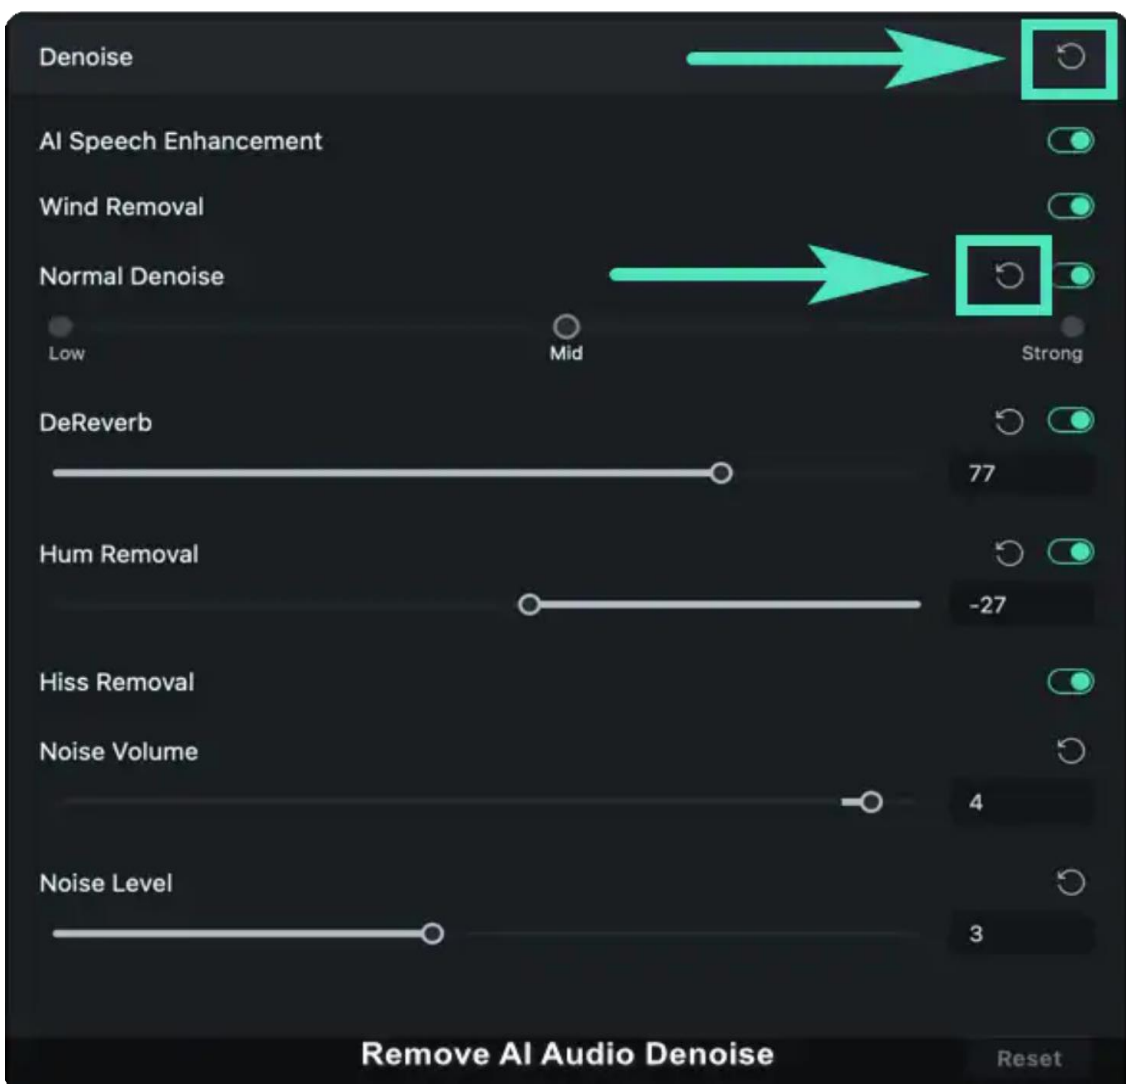 Denoise
AI Speech Enhancement
Wind Removal
Normal Denoise
Low Mid Strong
DeReverb
77
Hum Removal
-27
Hiss Removal
Noise Volume
4
Noise Level
3
Remove AI Audio Denoise
Reset